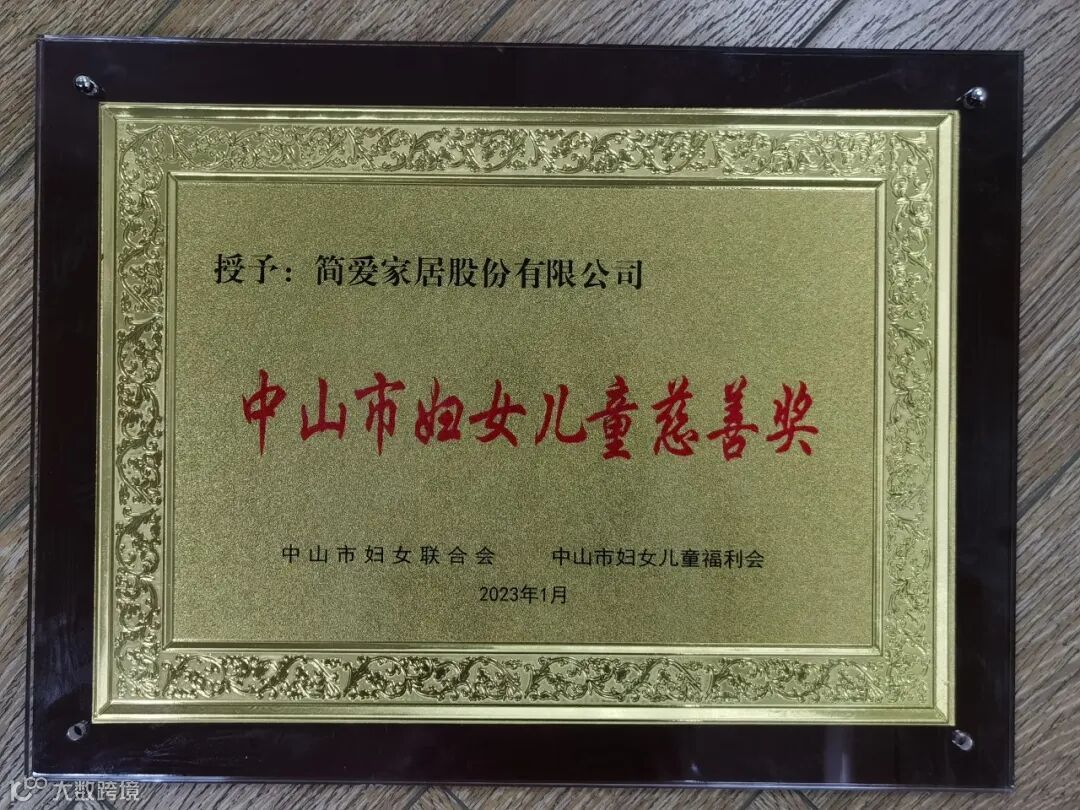 授予：简爱家居股份有限公司
中山市妇女儿童慈善奖
中山市妇女联合会 中山市妇女儿童福利会
2023年1月
大数跨境